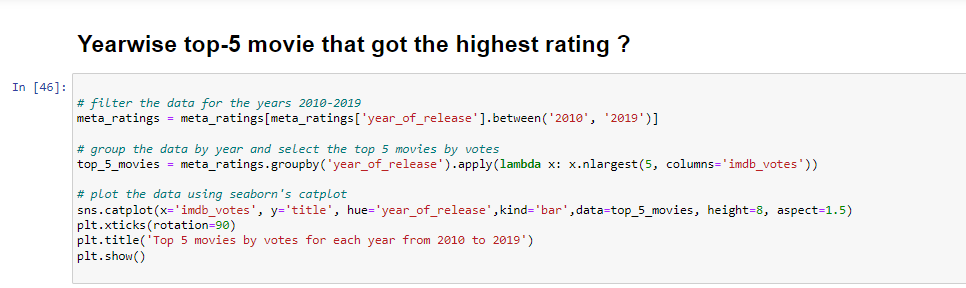 Yearwise top-5 movie that got the highest rating ?
In [46]:
# filter the data for the years 2010-2019
meta_ratings = meta_ratings[meta_ratings['year_of_release'].between('2010', '2019')]
# group the data by year and select the top 5 movies by votes
top_5_movies = meta_ratings.groupby('year_of_release').apply(lambda x: x.nlargest(5, columns='imdb_votes'))
# plot the data using seaborn's catplot
sns.catplot(x='imdb_votes', y='title', hue='year_of_release',kind='bar',data=top_5_movies, height=8, aspect=1.5)
plt.xticks(rotation=90)
plt.title('Top 5 movies by votes for each year from 2010 to 2019')
plt.show()